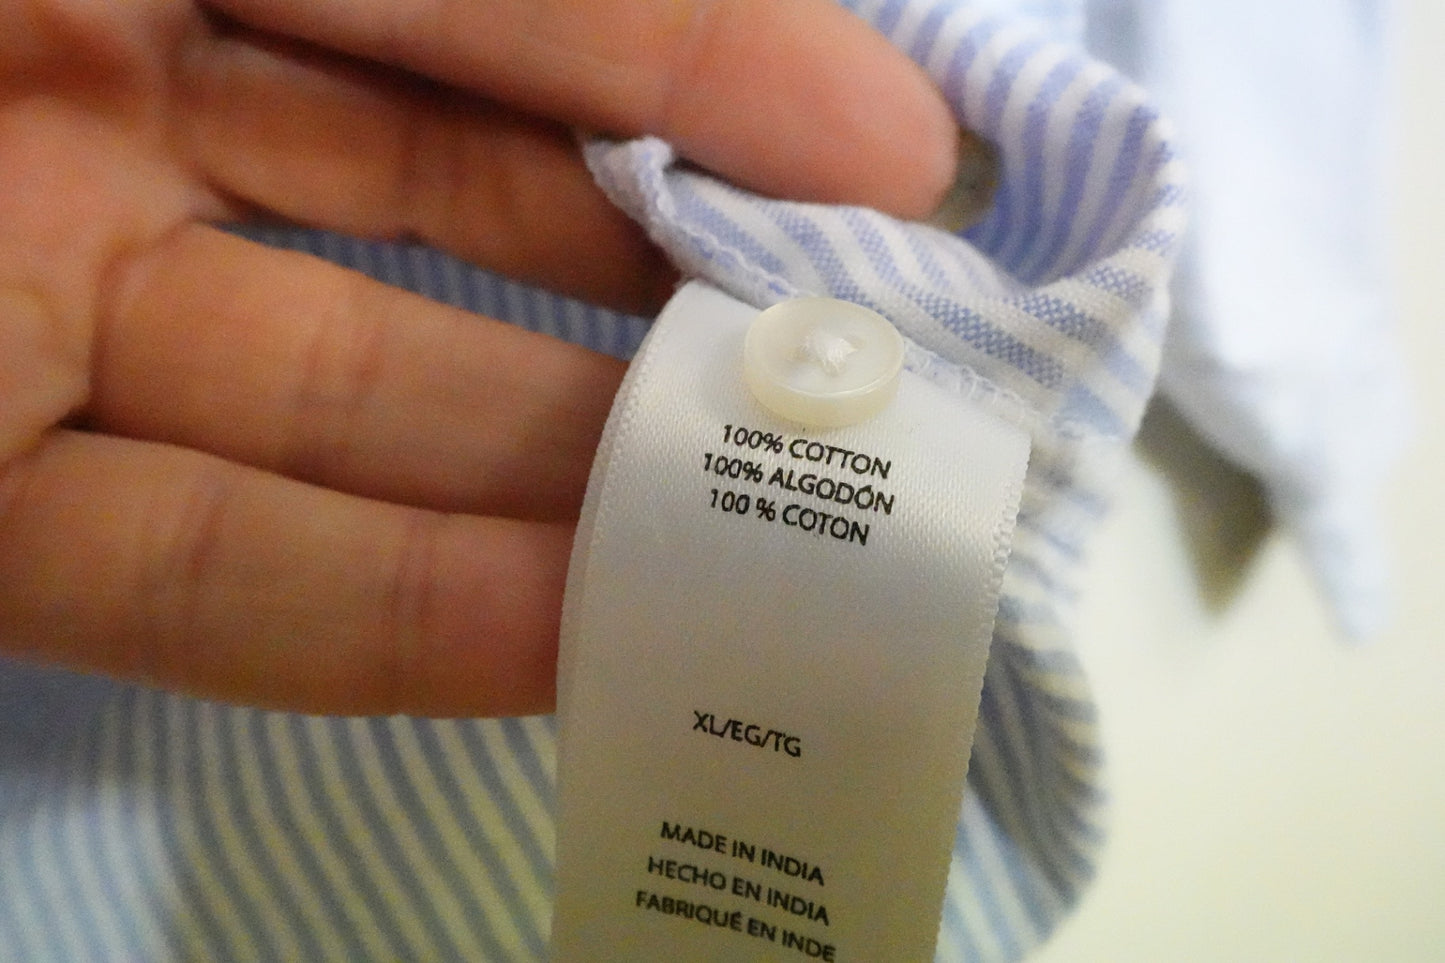 100% COTTON
100% ALGODÓN
100 % COTON
XL/EG/TG
MADE IN INDIA
HECHO EN INDIA
FABRIQUÉ EN INDE